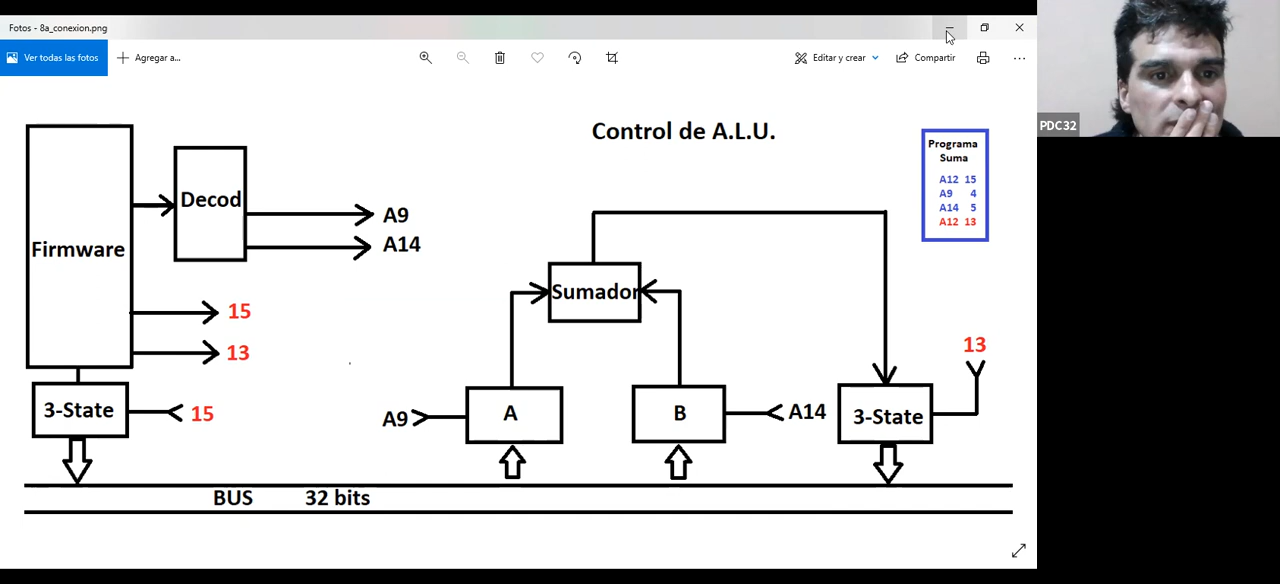 Fotos - 8a_conexion.png
Ver todas las fotos
Agregar a...
Editar y crear
Compartir
PDC32
Control de A.L.U.
Programa
Suma
A12 15
A9 4
A14 5
A12 13
Firmware
Decod
A9
A14
15
13
3-State
15
Sumador
A9
A
B
A14
3-State
13
BUS 32 bits